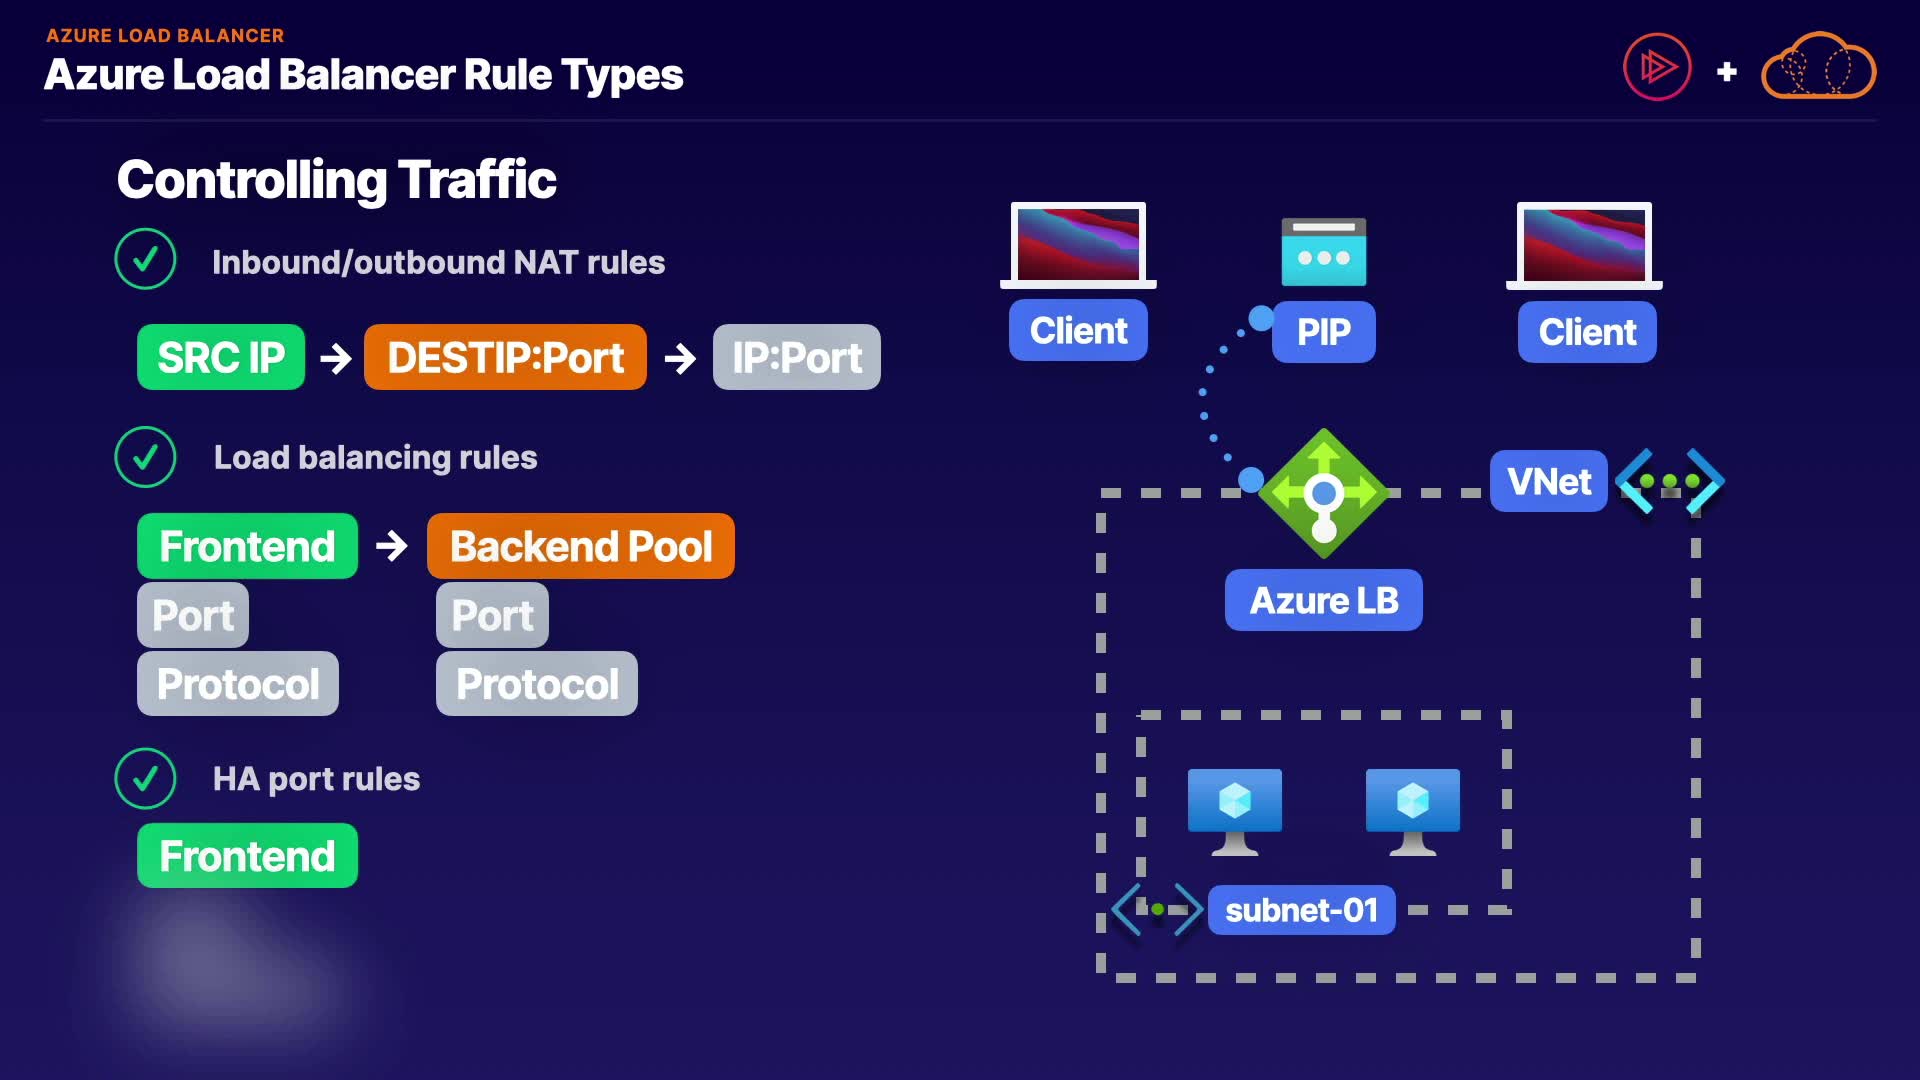 AZURE LOAD BALANCER
Azure Load Balancer Rule Types
Controlling Traffic
Inbound/outbound NAT rules
SRC IP → DESTIP:Port → IP:Port
Load balancing rules
Frontend → Backend Pool
Port Port
Protocol Protocol
HA port rules
Frontend
Client PIP Client
VNet
Azure LB
subnet-01